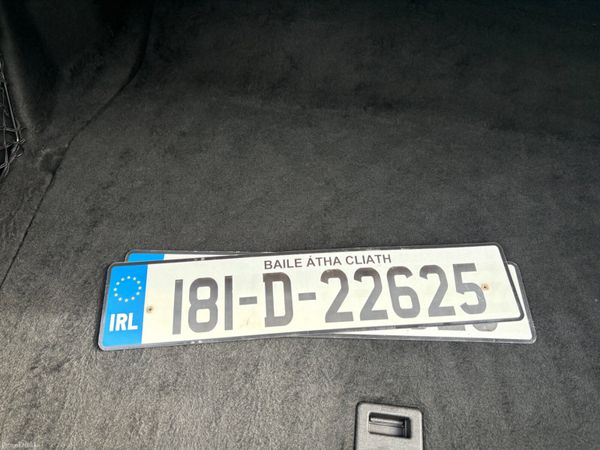 BAILE ÁTHA CLIATH
IRL
181-D-22625